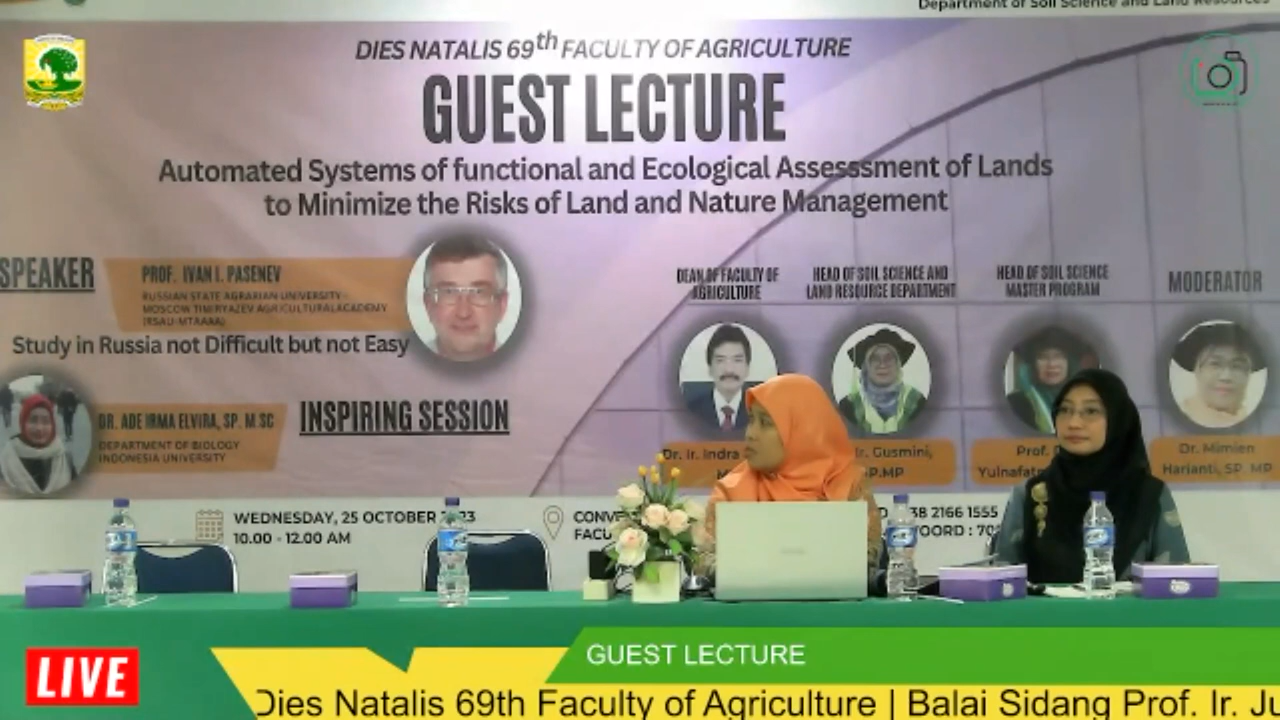 Department of Soil Science and Land Resources
DIES NATALIS 69th FACULTY OF AGRICULTURE
GUEST LECTURE
Automated Systems of functional and Ecological Assesssment of Lands
to Minimize the Risks of Land and Nature Management
SPEAKER
PROF. IVAN I. PASENEV
RUSSIAN STATE AGRARIAN UNIVERSITY -
MOSCOW TIMIRYAZEV AGRICULTURAL ACADEMY
Study in Russia not Difficult but not Easy
DR. ADE IRMA ELVIRA, SP. M SC
DEPARTMENT OF BIOLOGY
INDONESIA UNIVERSITY
INSPIRING SESSION
DEAN OF FACULTY OF
AGRICULTURE
HEAD OF SOIL SCIENCE AND
LAND RESOURCE DEPARTMENT
HEAD OF SOIL SCIENCE
MASTER PROGRAM
MODERATOR
Dr. Ir. Indra
Ir. Gusmini,
SP.MP
Prof.
Dr. Mimien
Harianti, SP. MP
WEDNESDAY, 25 OCTOBER
10.00 - 12.00 AM
38 2166 1555
LIVE
GUEST LECTURE
Dies Natalis 69th Faculty of Agriculture | Balai Sidang Prof. Ir. Ju